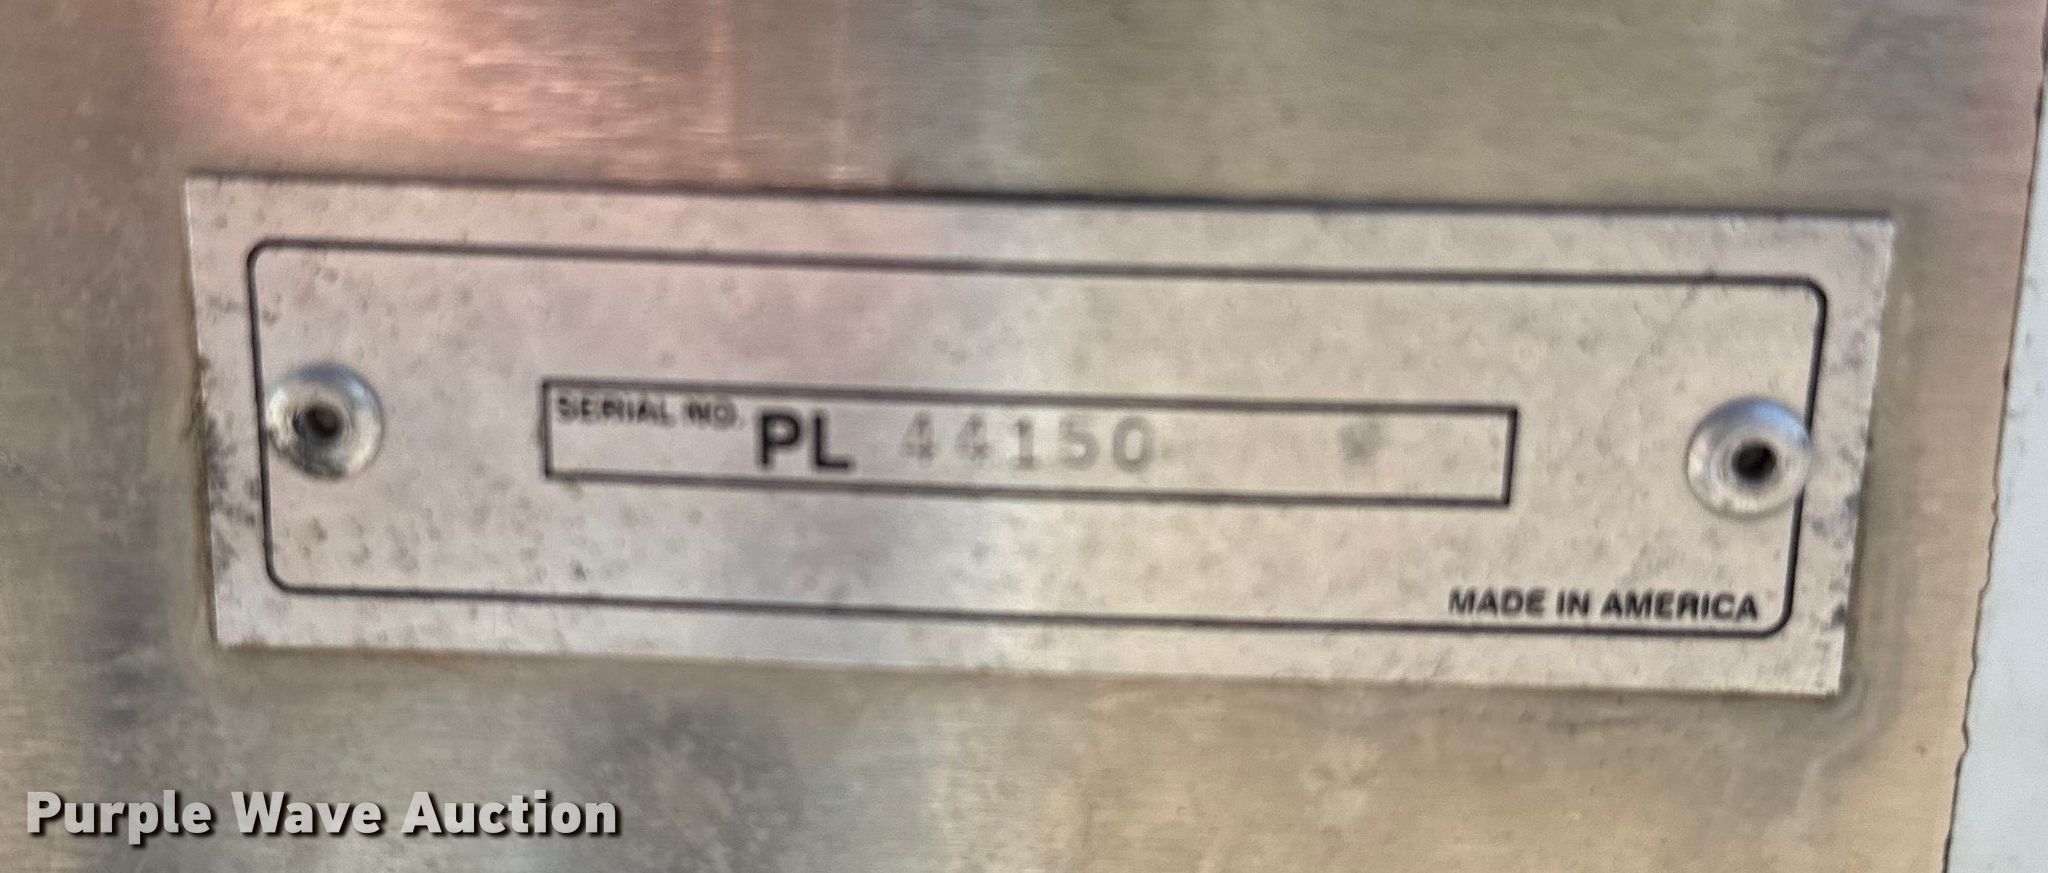 SERIAL NO. PL 44150
MADE IN AMERICA
Purple Wave Auction